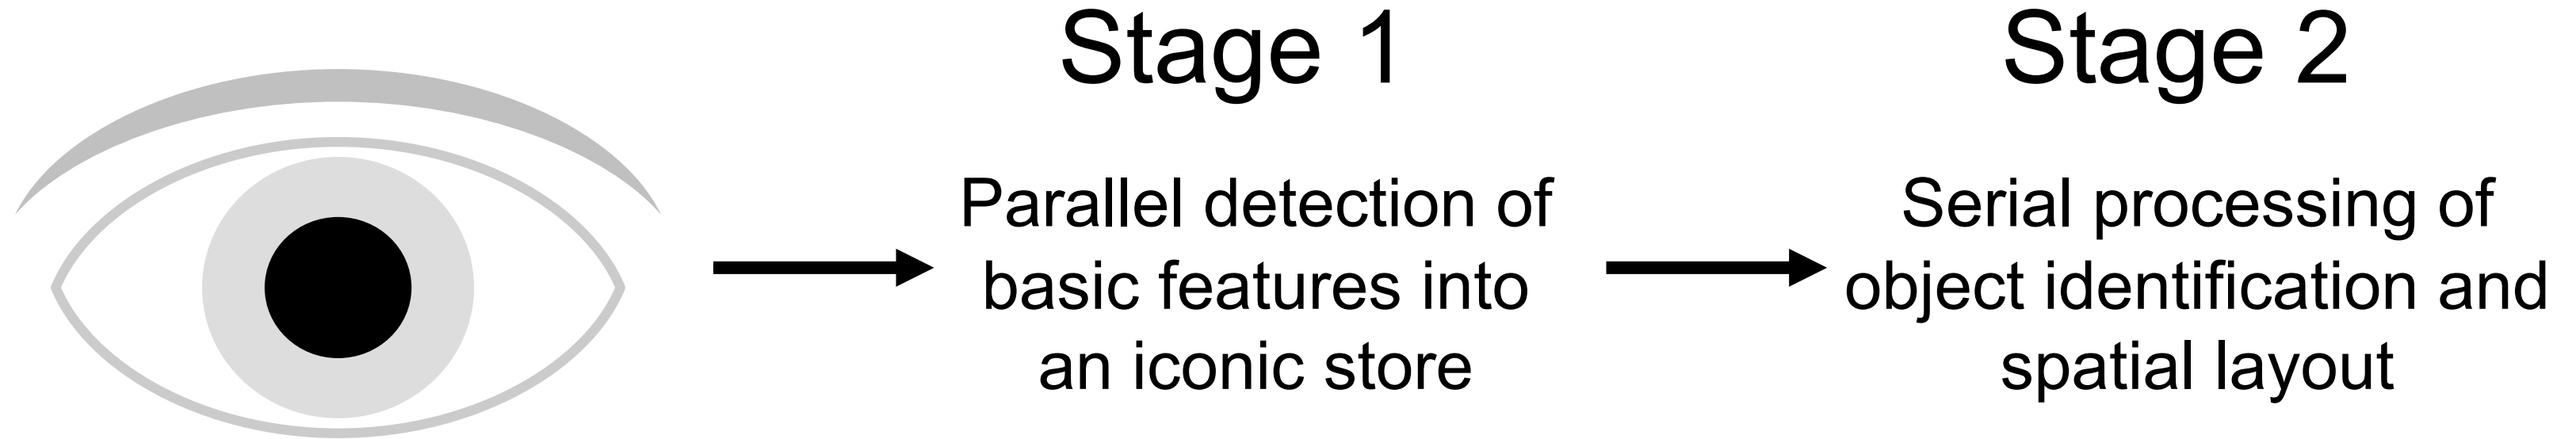 Stage 1
Parallel detection of
basic features into
an iconic store
Stage 2
Serial processing of
object identification and
spatial layout